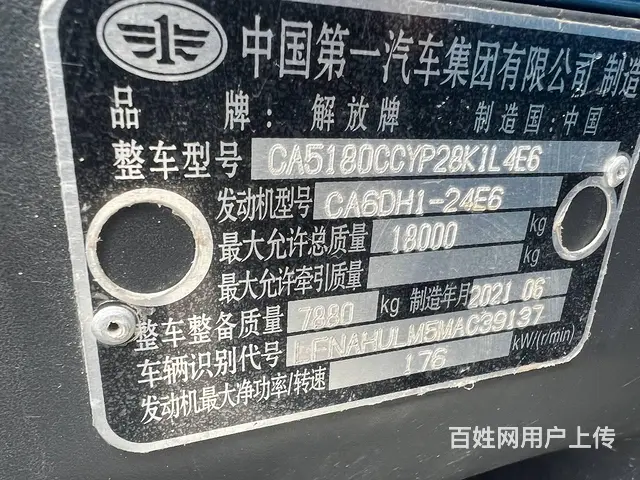 中国第一汽车集团有限公司 制造
品 牌: 解放牌 制造国: 中国
整车型号 CA5180CCYP28K1L4E6
发动机型号 CA6DH1-24E6
最大允许总质量 18000 kg
最大允许牵引质量 kg
整车整备质量 7880 kg 制造年月 2021 06
车辆识别代号 LFNAHULM5MAC39137
发动机最大净功率/转速 176 kW/(r/min)
百姓网用户上传